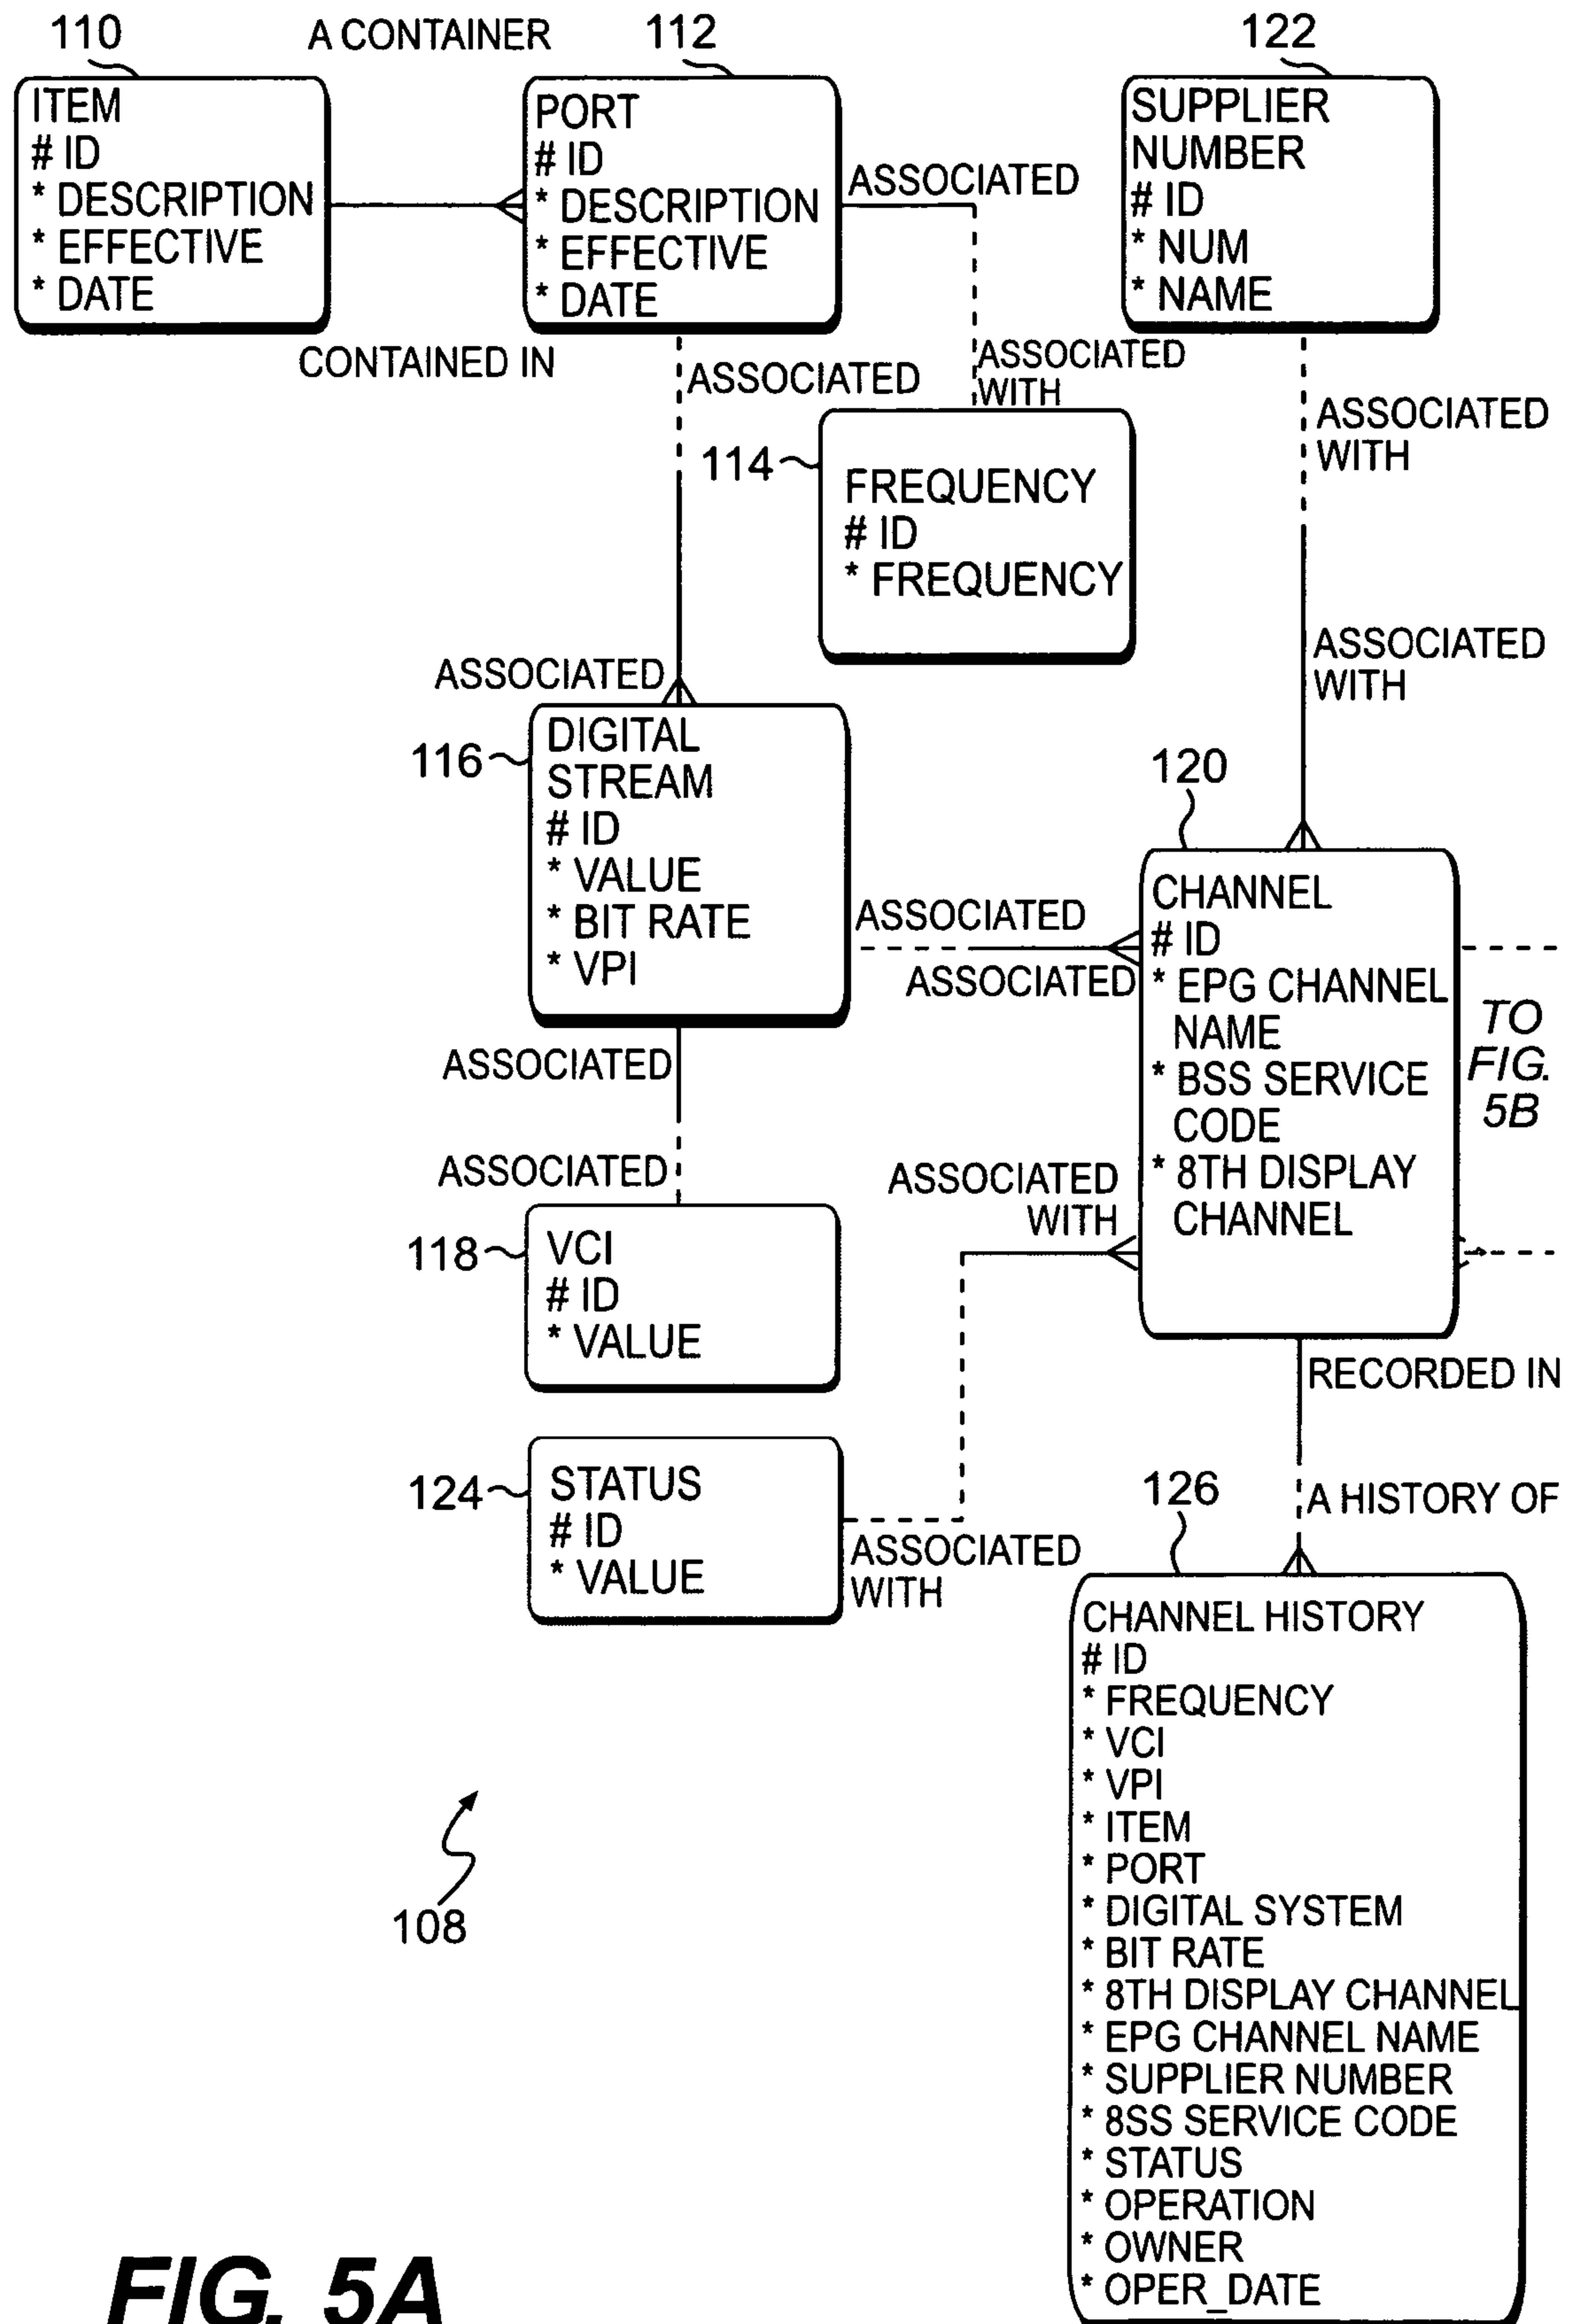 110
A CONTAINER
112
122
ITEM
# ID
* DESCRIPTION
* EFFECTIVE
* DATE
PORT
# ID
* DESCRIPTION
* EFFECTIVE
* DATE
ASSOCIATED
SUPPLIER
NUMBER
# ID
* NUM
* NAME
CONTAINED IN
ASSOCIATED
ASSOCIATED
WITH
ASSOCIATED
WITH
114
FREQUENCY
# ID
* FREQUENCY
ASSOCIATED
ASSOCIATED
WITH
116
DIGITAL
STREAM
# ID
* VALUE
* BIT RATE
* VPI
120
ASSOCIATED
ASSOCIATED
CHANNEL
# ID
* EPG CHANNEL
NAME
* BSS SERVICE
CODE
* 8TH DISPLAY
CHANNEL
TO
FIG.
5B
ASSOCIATED
ASSOCIATED
ASSOCIATED
WITH
118
VCI
# ID
* VALUE
RECORDED IN
124
STATUS
# ID
* VALUE
ASSOCIATED
WITH
126
A HISTORY OF
CHANNEL HISTORY
# ID
* FREQUENCY
* VCI
* VPI
* ITEM
* PORT
* DIGITAL SYSTEM
* BIT RATE
* 8TH DISPLAY CHANNEL
* EPG CHANNEL NAME
* SUPPLIER NUMBER
* 8SS SERVICE CODE
* STATUS
* OPERATION
* OWNER
* OPER_DATE
108
FIG. 5A